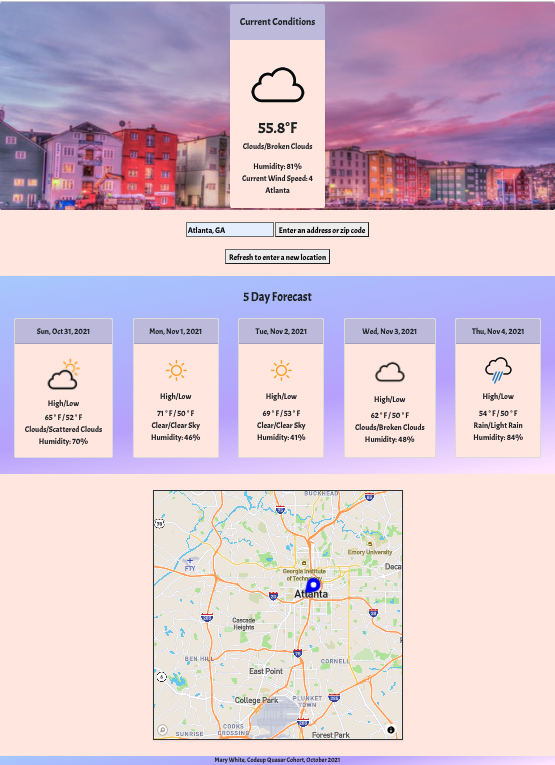 Current Conditions
55.8°F
Clouds/Broken Clouds
Humidity: 81%
Current Wind Speed: 4
Atlanta
Atlanta, GA
Enter an address or zip code
Refresh to enter a new location
5 Day Forecast
Sun, Oct 31, 2021
High/Low
65 ° F / 52 ° F
Clouds/Scattered Clouds
Humidity: 70%
Mon, Nov 1, 2021
High/Low
71 ° F / 50 ° F
Clear/Clear Sky
Humidity: 46%
Tue, Nov 2, 2021
High/Low
69 ° F / 53 ° F
Clear/Clear Sky
Humidity: 41%
Wed, Nov 3, 2021
High/Low
62 ° F / 50 ° F
Clouds/Broken Clouds
Humidity: 48%
Thu, Nov 4, 2021
High/Low
54 ° F / 50 ° F
Rain/Light Rain
Humidity: 84%
BUCKHEAD
Emory University
FTY
Georgia Institute
of Technology
Deca
Atlanta
Cascade
Heights
BEN HILL
CORNELL
East Point
College Park
PLUNKET
TOWN
COOKS
CROSSING
SUNRISE
Forest Park
Mary White, Codeup Quasar Cohort, October 2021